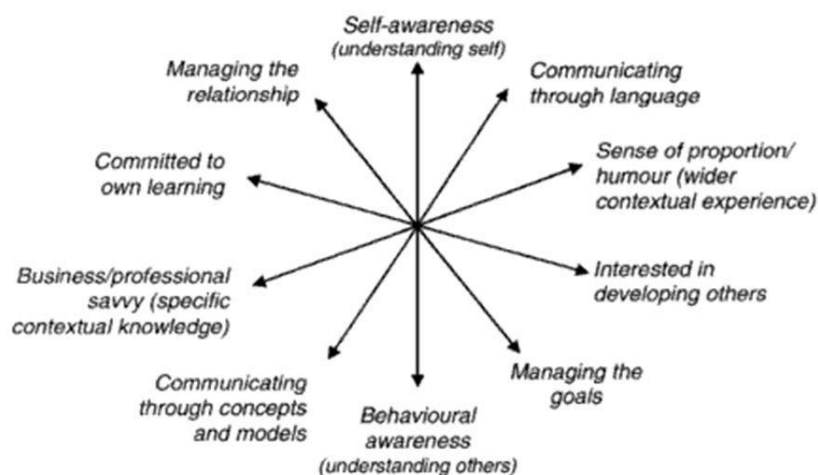 Self-awareness
(understanding self)
Communicating
through language
Sense of proportion/
humour (wider
contextual experience)
Interested in
developing others
Managing the
goals
Behavioural
awareness
(understanding others)
Communicating
through concepts
and models
Business/professional
savvy (specific
contextual knowledge)
Committed to
own learning
Managing the
relationship